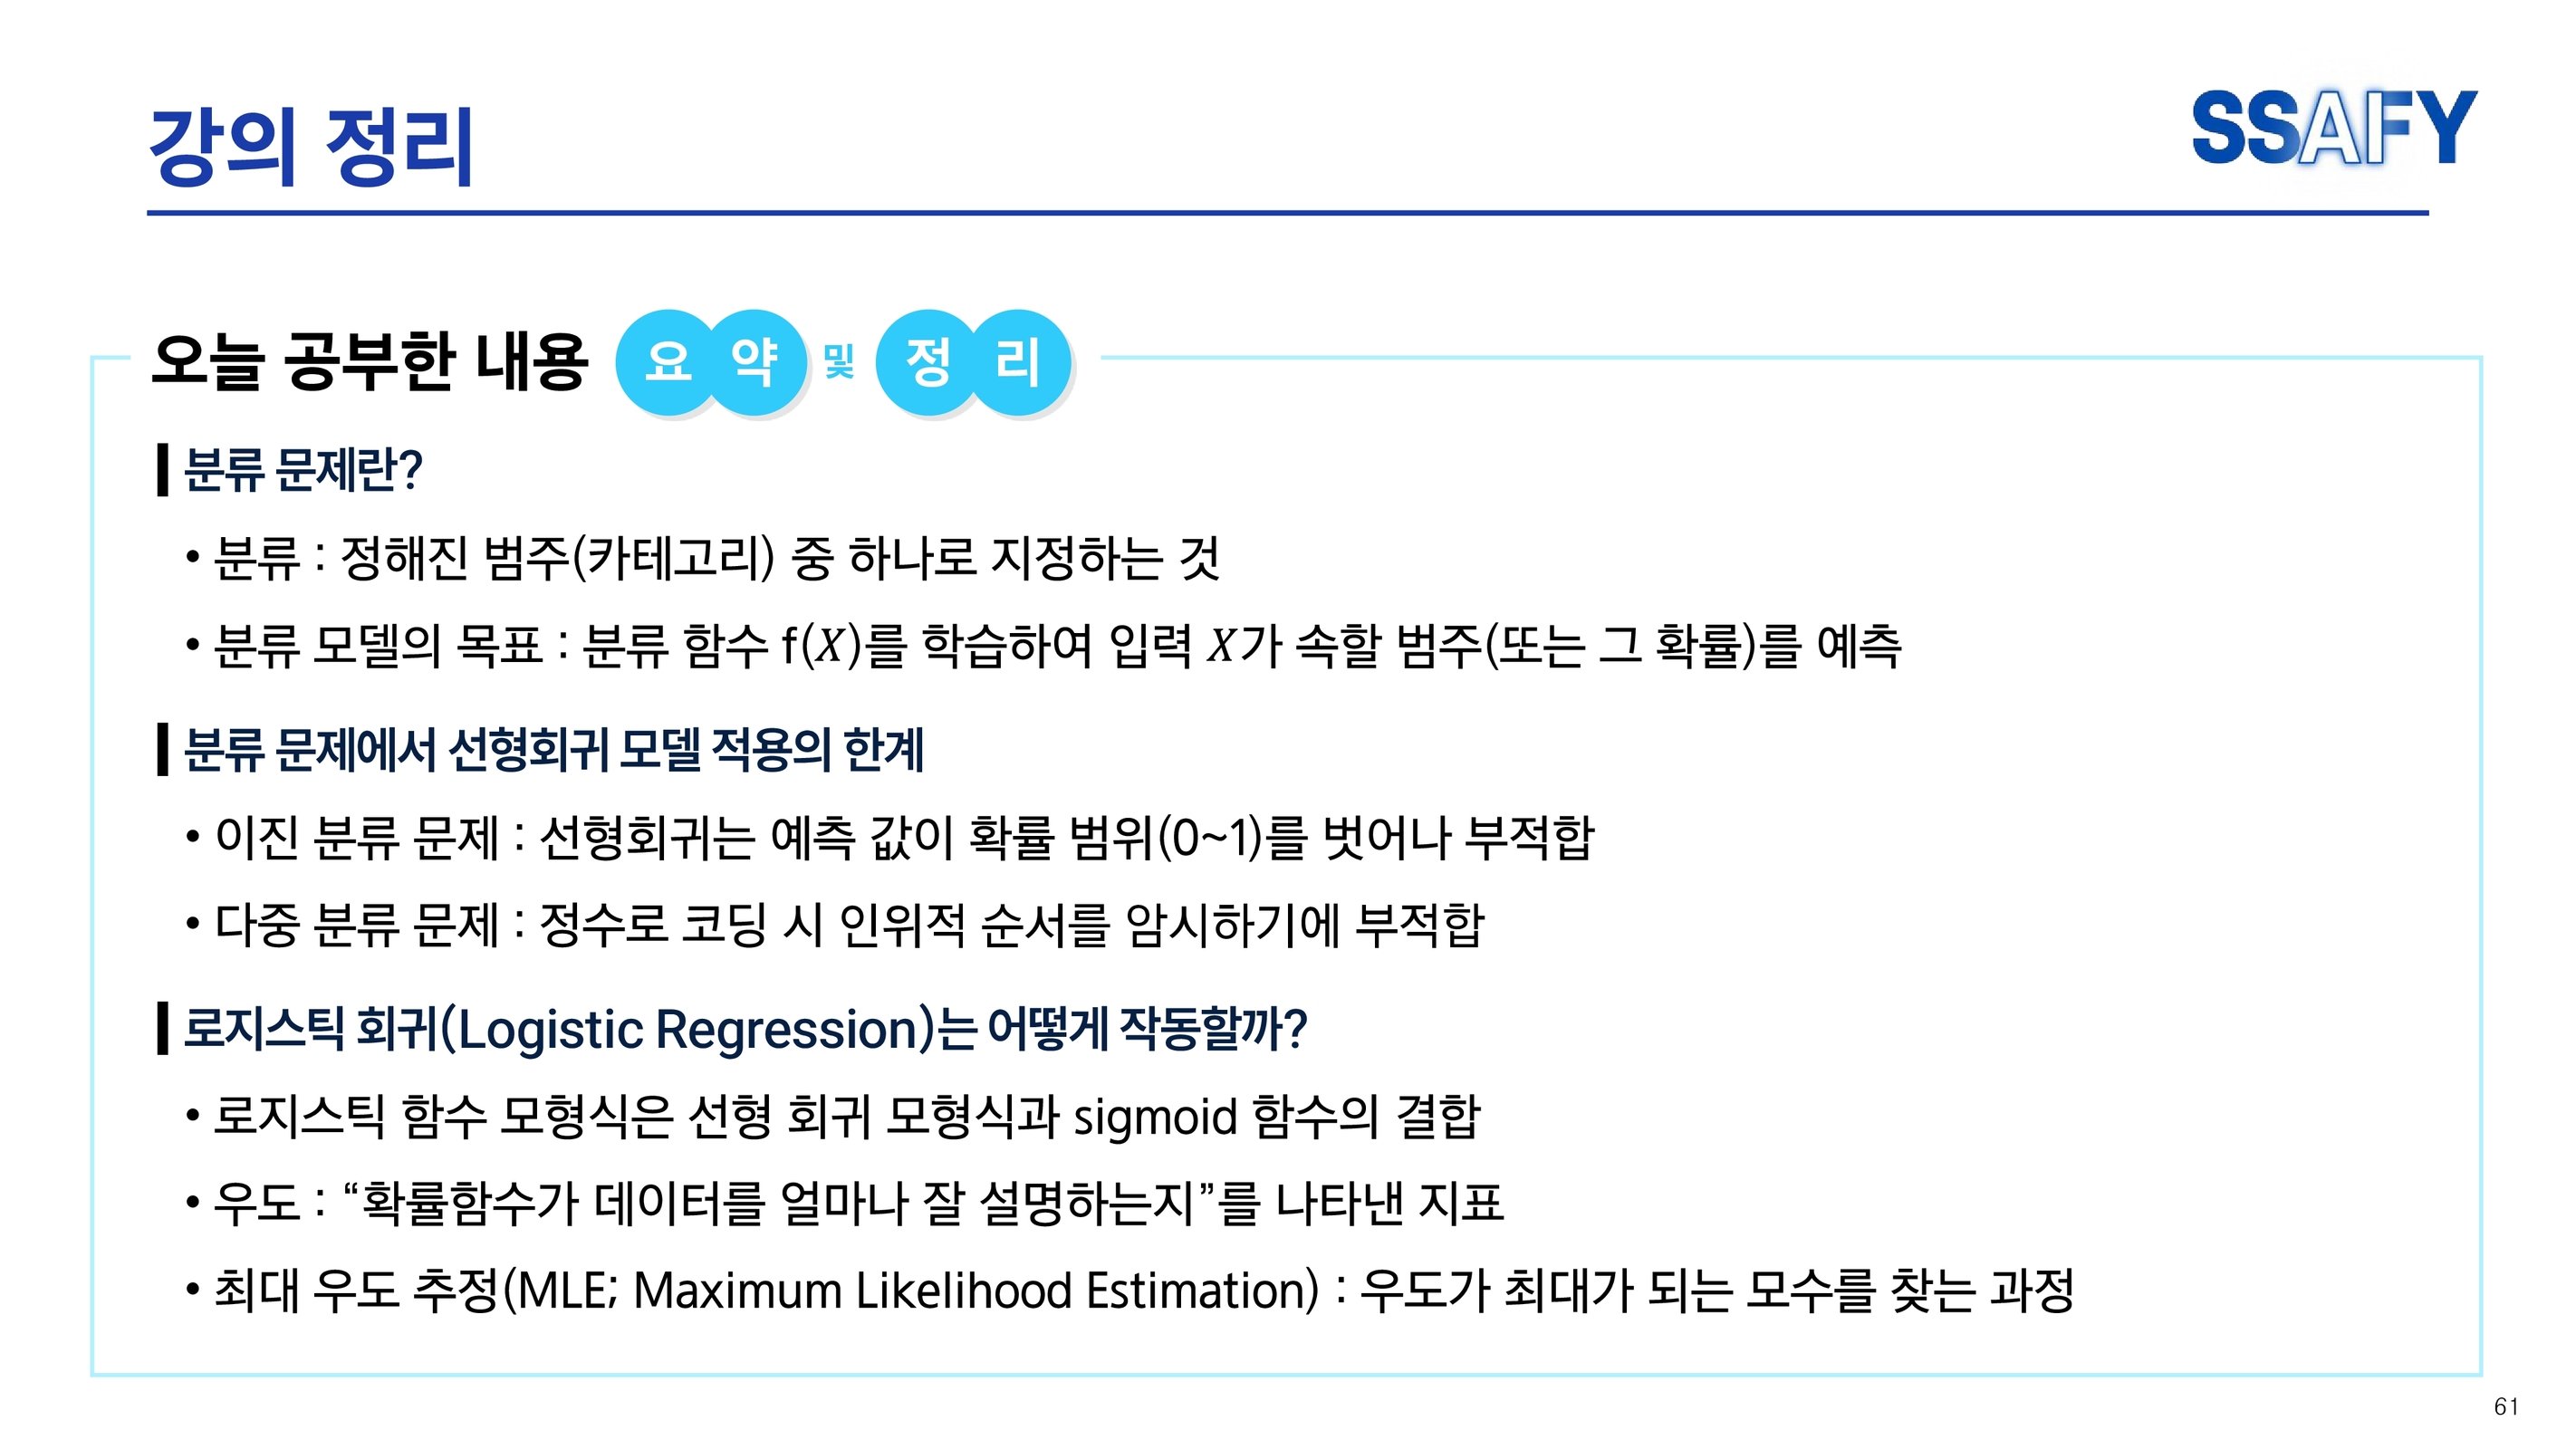 강의 정리
SSAFY
오늘 공부한 내용 요약 및 정리
분류 문제란?
• 분류 : 정해진 범주(카테고리) 중 하나로 지정하는 것
• 분류 모델의 목표 : 분류 함수 f(X)를 학습하여 입력 X가 속할 범주(또는 그 확률)를 예측
분류 문제에서 선형회귀 모델 적용의 한계
• 이진 분류 문제 : 선형회귀는 예측 값이 확률 범위(0~1)를 벗어나 부적합
• 다중 분류 문제 : 정수로 코딩 시 인위적 순서를 암시하기에 부적합
로지스틱 회귀(Logistic Regression)는 어떻게 작동할까?
• 로지스틱 함수 모형식은 선형 회귀 모형식과 sigmoid 함수의 결합
• 우도 : “확률함수가 데이터를 얼마나 잘 설명하는지”를 나타낸 지표
• 최대 우도 추정(MLE; Maximum Likelihood Estimation) : 우도가 최대가 되는 모수를 찾는 과정
61